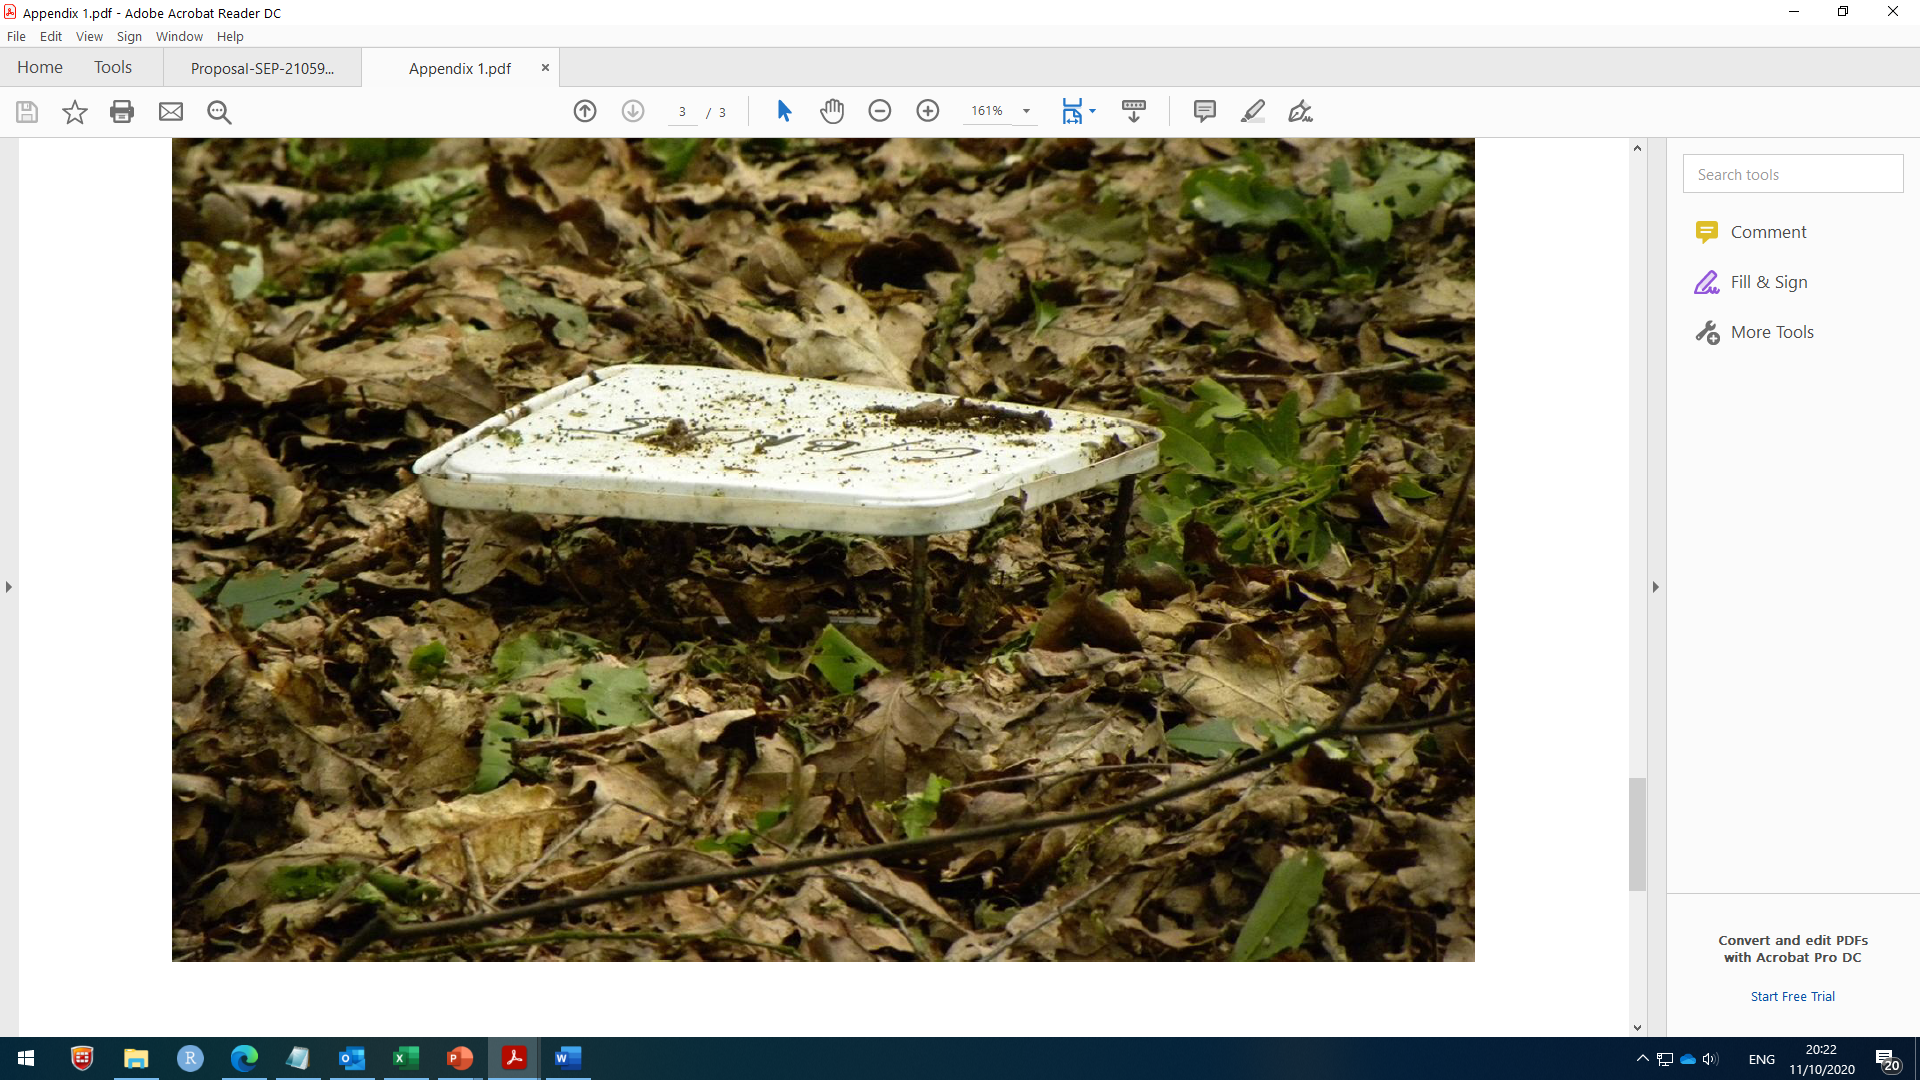 Appendix 1.pdf - Adobe Acrobat Reader DC
File Edit View Sign Window Help
Home Tools Proposal-SEP-21059... Appendix 1.pdf ×
3 / 3 161%
Search tools
Comment
Fill & Sign
More Tools
Convert and edit PDFs
with Acrobat Pro DC
Start Free Trial
ENG 20:22
11/10/2020 20